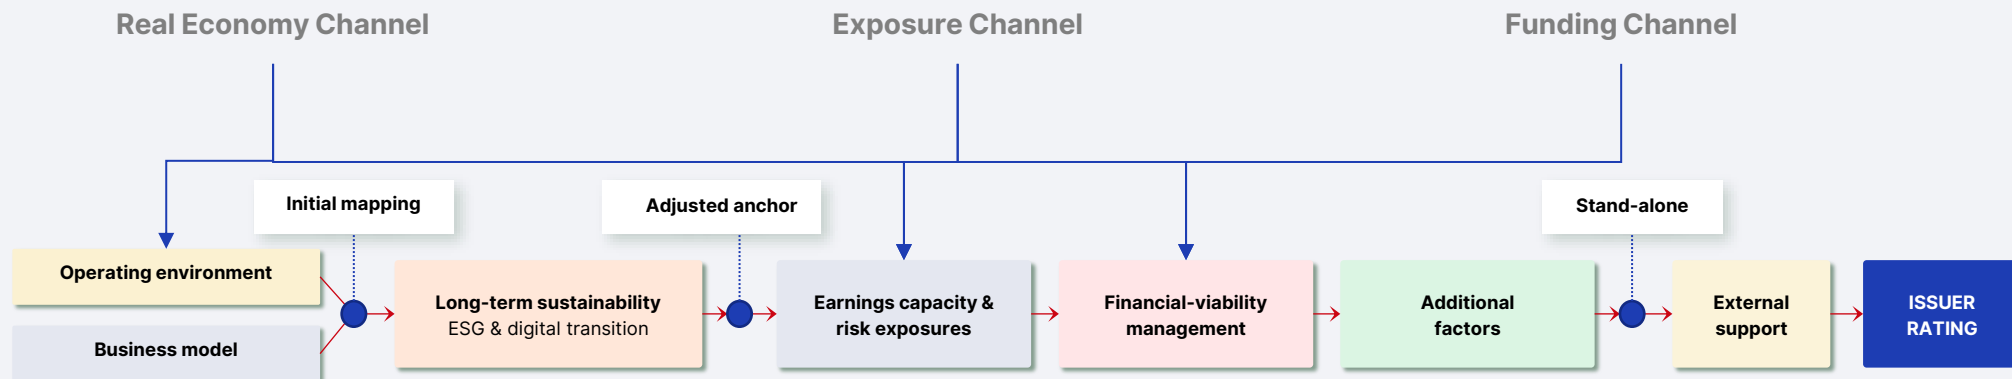 Real Economy Channel
Exposure Channel
Funding Channel
Initial mapping
Adjusted anchor
Stand-alone
Operating environment
Business model
Long-term sustainability
ESG & digital transition
Earnings capacity &
risk exposures
Financial-viability
management
Additional
factors
External
support
ISSUER
RATING